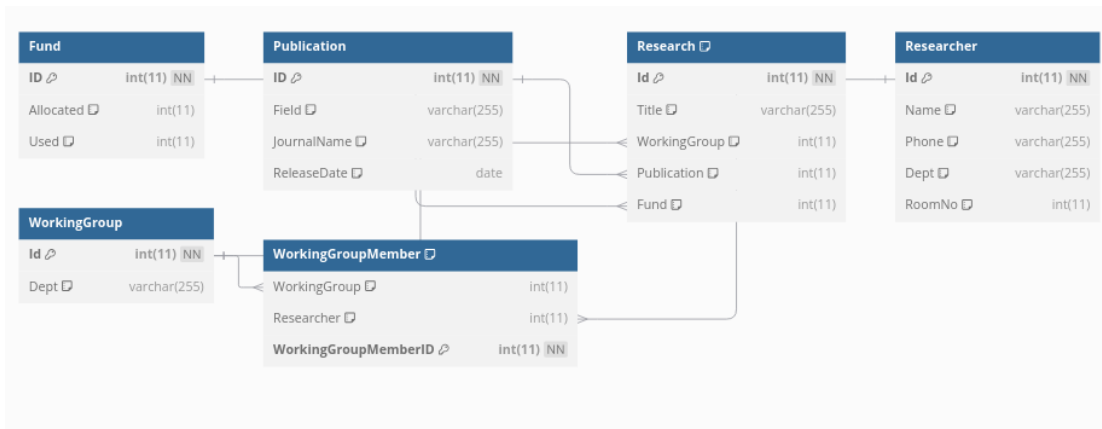 Fund
ID int(11) NN
Allocated int(11)
Used int(11)
Publication
ID int(11) NN
Field varchar(255)
JournalName varchar(255)
ReleaseDate date
Research
Id int(11) NN
Title varchar(255)
WorkingGroup int(11)
Publication int(11)
Fund int(11)
Researcher
Id int(11) NN
Name varchar(255)
Phone varchar(255)
Dept varchar(255)
RoomNo int(11)
WorkingGroup
Id int(11) NN
Dept varchar(255)
WorkingGroupMember
WorkingGroup int(11)
Researcher int(11)
WorkingGroupMemberID int(11) NN